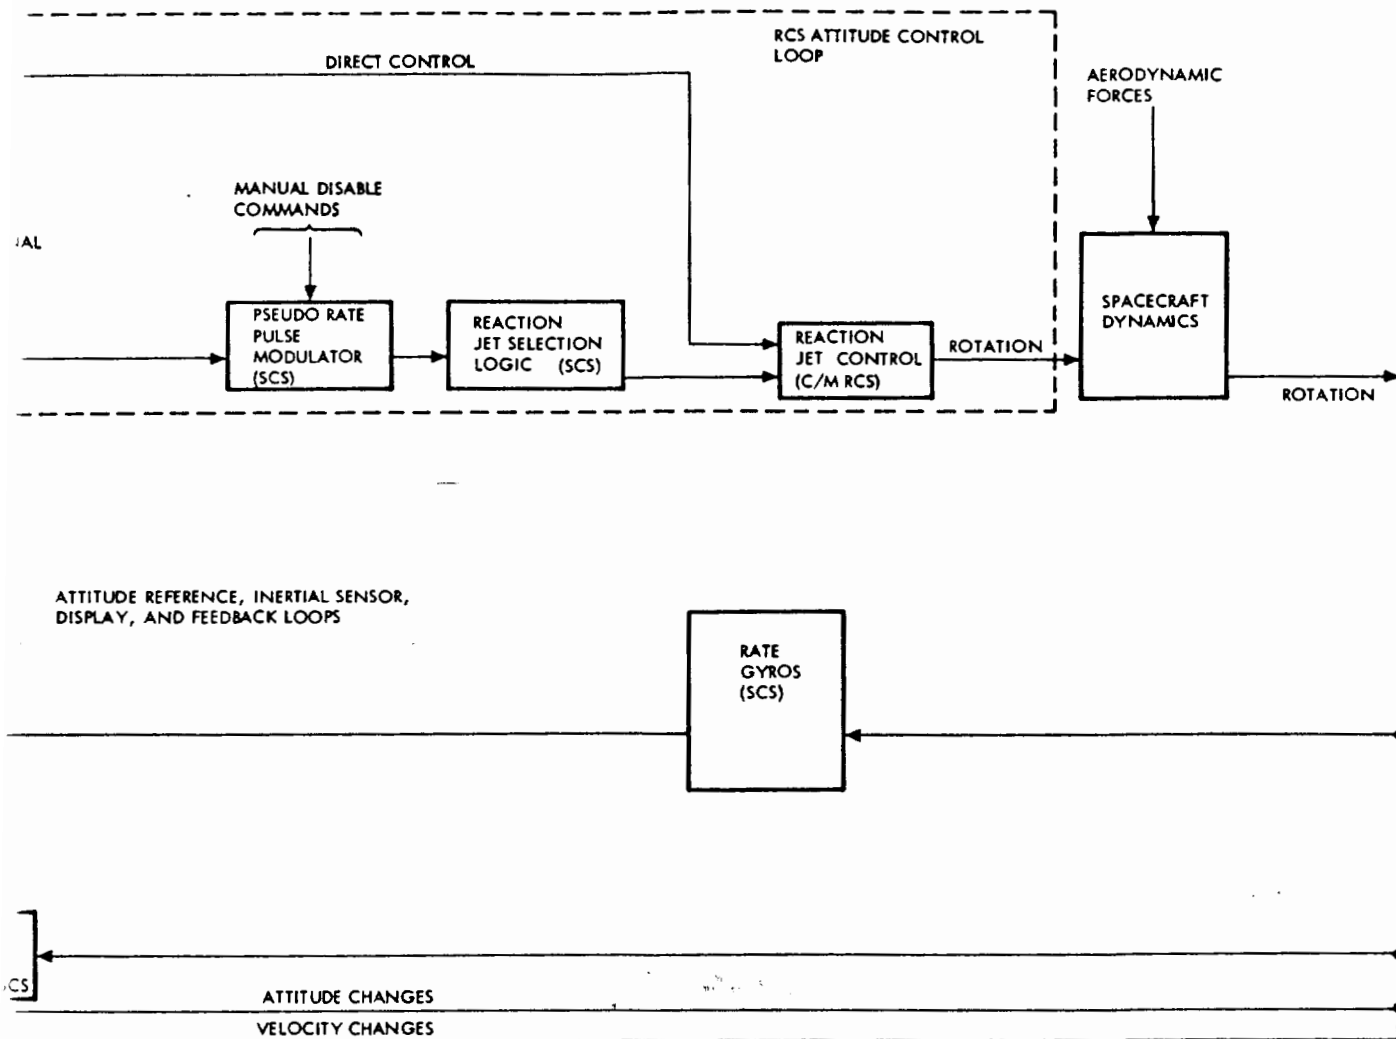 RCS ATTITUDE CONTROL
LOOP
DIRECT CONTROL
AERODYNAMIC
FORCES
MANUAL DISABLE
COMMANDS
PSEUDO RATE
PULSE
MODULATOR
(SCS)
REACTION
JET SELECTION
LOGIC (SCS)
REACTION
JET CONTROL
(C/M RCS)
ROTATION
SPACECRAFT
DYNAMICS
ROTATION
ATTITUDE REFERENCE, INERTIAL SENSOR,
DISPLAY, AND FEEDBACK LOOPS
RATE
GYROS
(SCS)
CS
ATTITUDE CHANGES
VELOCITY CHANGES